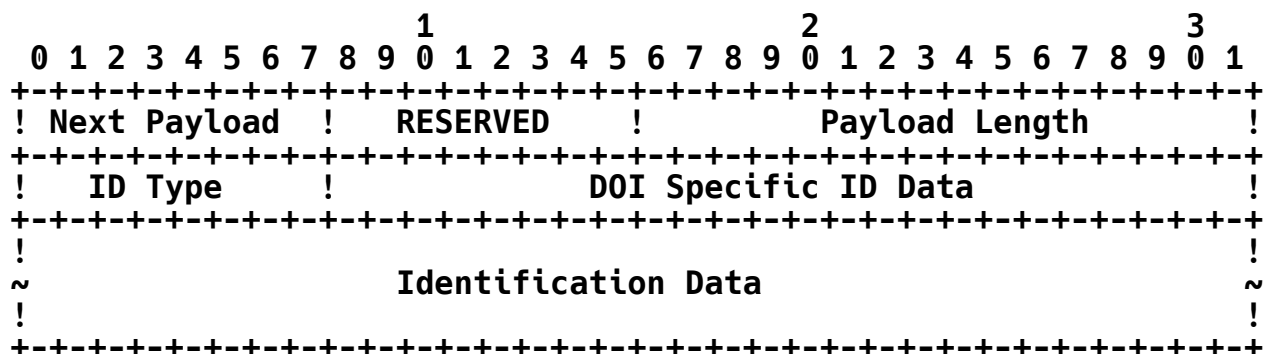 1                   2                   3
 0 1 2 3 4 5 6 7 8 9 0 1 2 3 4 5 6 7 8 9 0 1 2 3 4 5 6 7 8 9 0 1
+-+-+-+-+-+-+-+-+-+-+-+-+-+-+-+-+-+-+-+-+-+-+-+-+-+-+-+-+-+-+-+-+
! Next Payload  !   RESERVED    !         Payload Length        !
+-+-+-+-+-+-+-+-+-+-+-+-+-+-+-+-+-+-+-+-+-+-+-+-+-+-+-+-+-+-+-+-+
!   ID Type     !             DOI Specific ID Data              !
+-+-+-+-+-+-+-+-+-+-+-+-+-+-+-+-+-+-+-+-+-+-+-+-+-+-+-+-+-+-+-+-+
!                                                               !
~                   Identification Data                         ~
!                                                               !
+-+-+-+-+-+-+-+-+-+-+-+-+-+-+-+-+-+-+-+-+-+-+-+-+-+-+-+-+-+-+-+-+